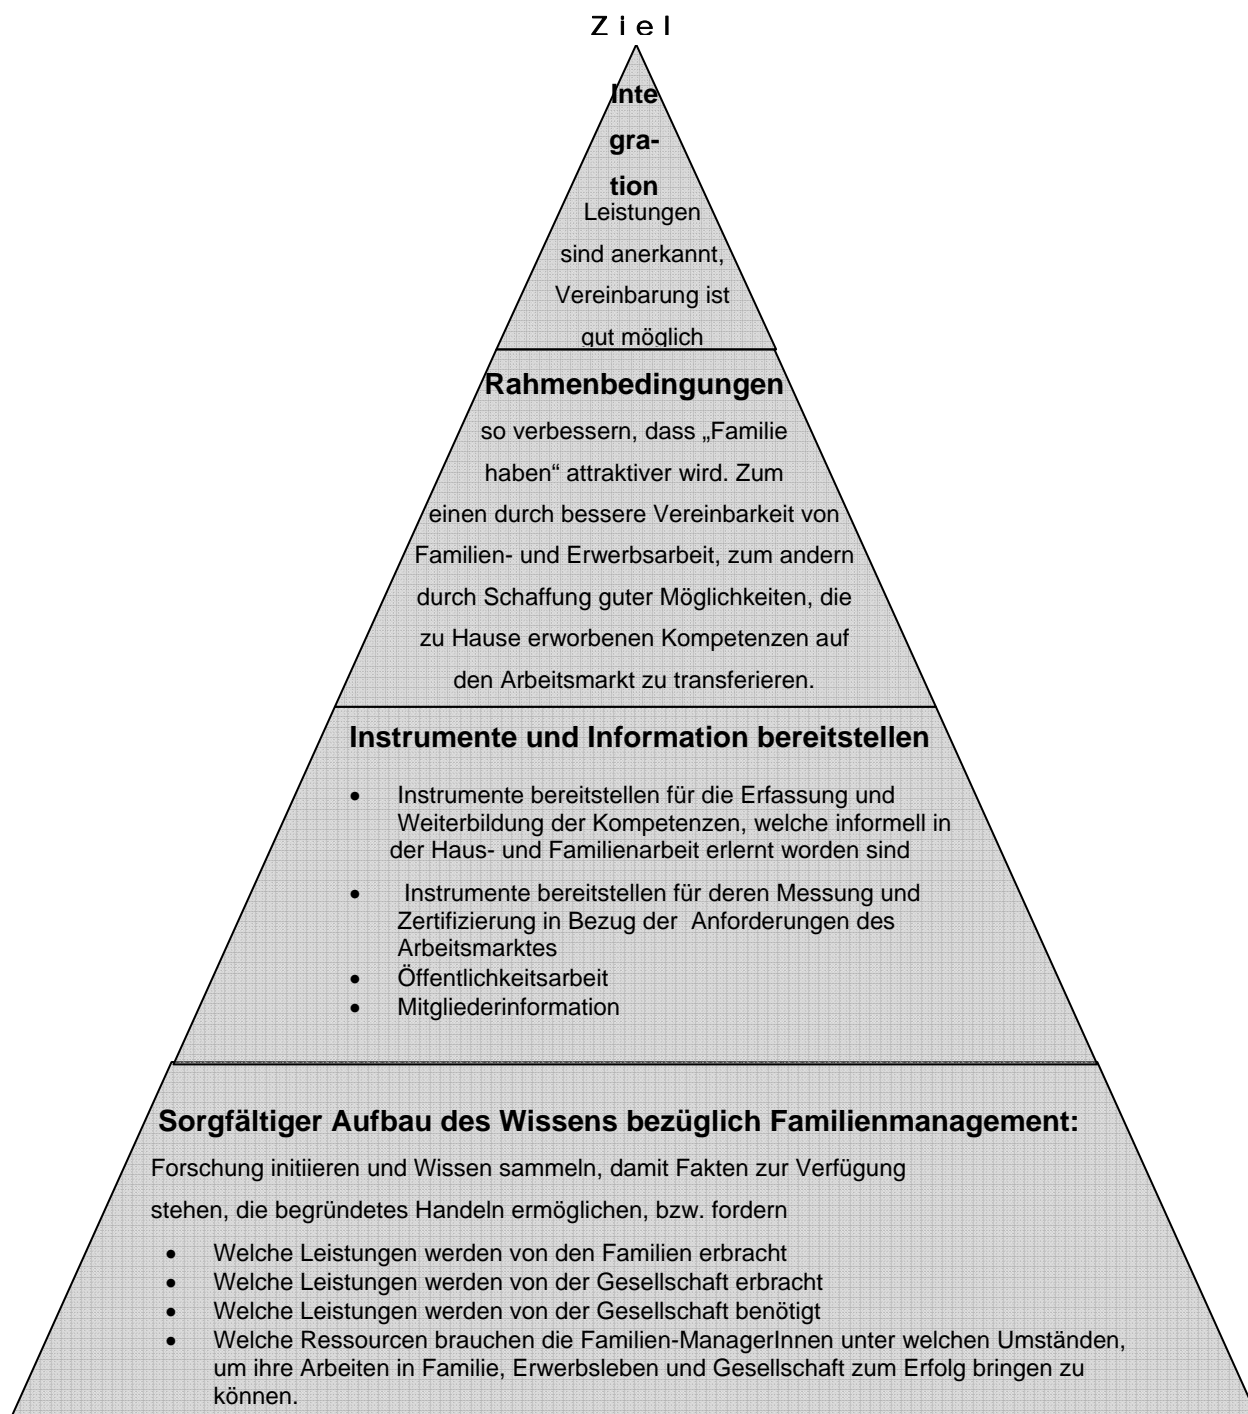 Ziel
Inte
gra-
tion
Leistungen
sind anerkannt,
Vereinbarung ist
gut möglich
Rahmenbedingungen
so verbessern, dass „Familie
haben“ attraktiver wird. Zum
einen durch bessere Vereinbarkeit von
Familien- und Erwerbsarbeit, zum andern
durch Schaffung guter Möglichkeiten, die
zu Hause erworbenen Kompetenzen auf
den Arbeitsmarkt zu transferieren.
Instrumente und Information bereitstellen
• Instrumente bereitstellen für die Erfassung und
Weiterbildung der Kompetenzen, welche informell in
der Haus- und Familienarbeit erlernt worden sind
• Instrumente bereitstellen für deren Messung und
Zertifizierung in Bezug der Anforderungen des
Arbeitsmarktes
• Öffentlichkeitsarbeit
• Mitgliederinformation
Sorgfältiger Aufbau des Wissens bezüglich Familienmanagement:
Forschung initiieren und Wissen sammeln, damit Fakten zur Verfügung
stehen, die begründetes Handeln ermöglichen, bzw. fordern
• Welche Leistungen werden von den Familien erbracht
• Welche Leistungen werden von der Gesellschaft erbracht
• Welche Leistungen werden von der Gesellschaft benötigt
• Welche Ressourcen brauchen die Familien-ManagerInnen unter welchen Umständen,
um ihre Arbeiten in Familie, Erwerbsleben und Gesellschaft zum Erfolg bringen zu
können.